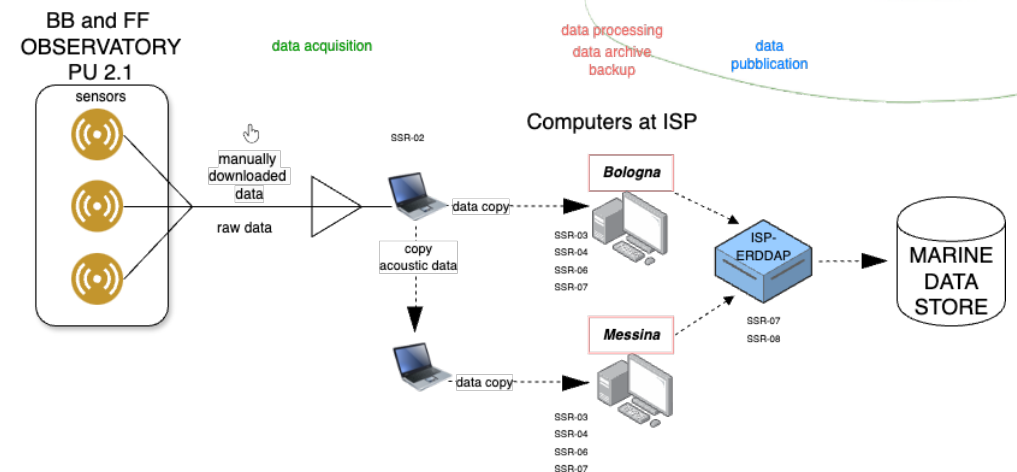 BB and FF
OBSERVATORY
PU 2.1
sensors
data acquisition
data processing
data archive
backup
data
pubblication
manually
downloaded
data
raw data
SSR-02
data copy
copy
acoustic data
data copy
Computers at ISP
Bologna
SSR-03
SSR-04
SSR-06
SSR-07
Messina
SSR-03
SSR-04
SSR-06
SSR-07
ISP-
ERDDAP
SSR-07
SSR-08
MARINE
DATA
STORE